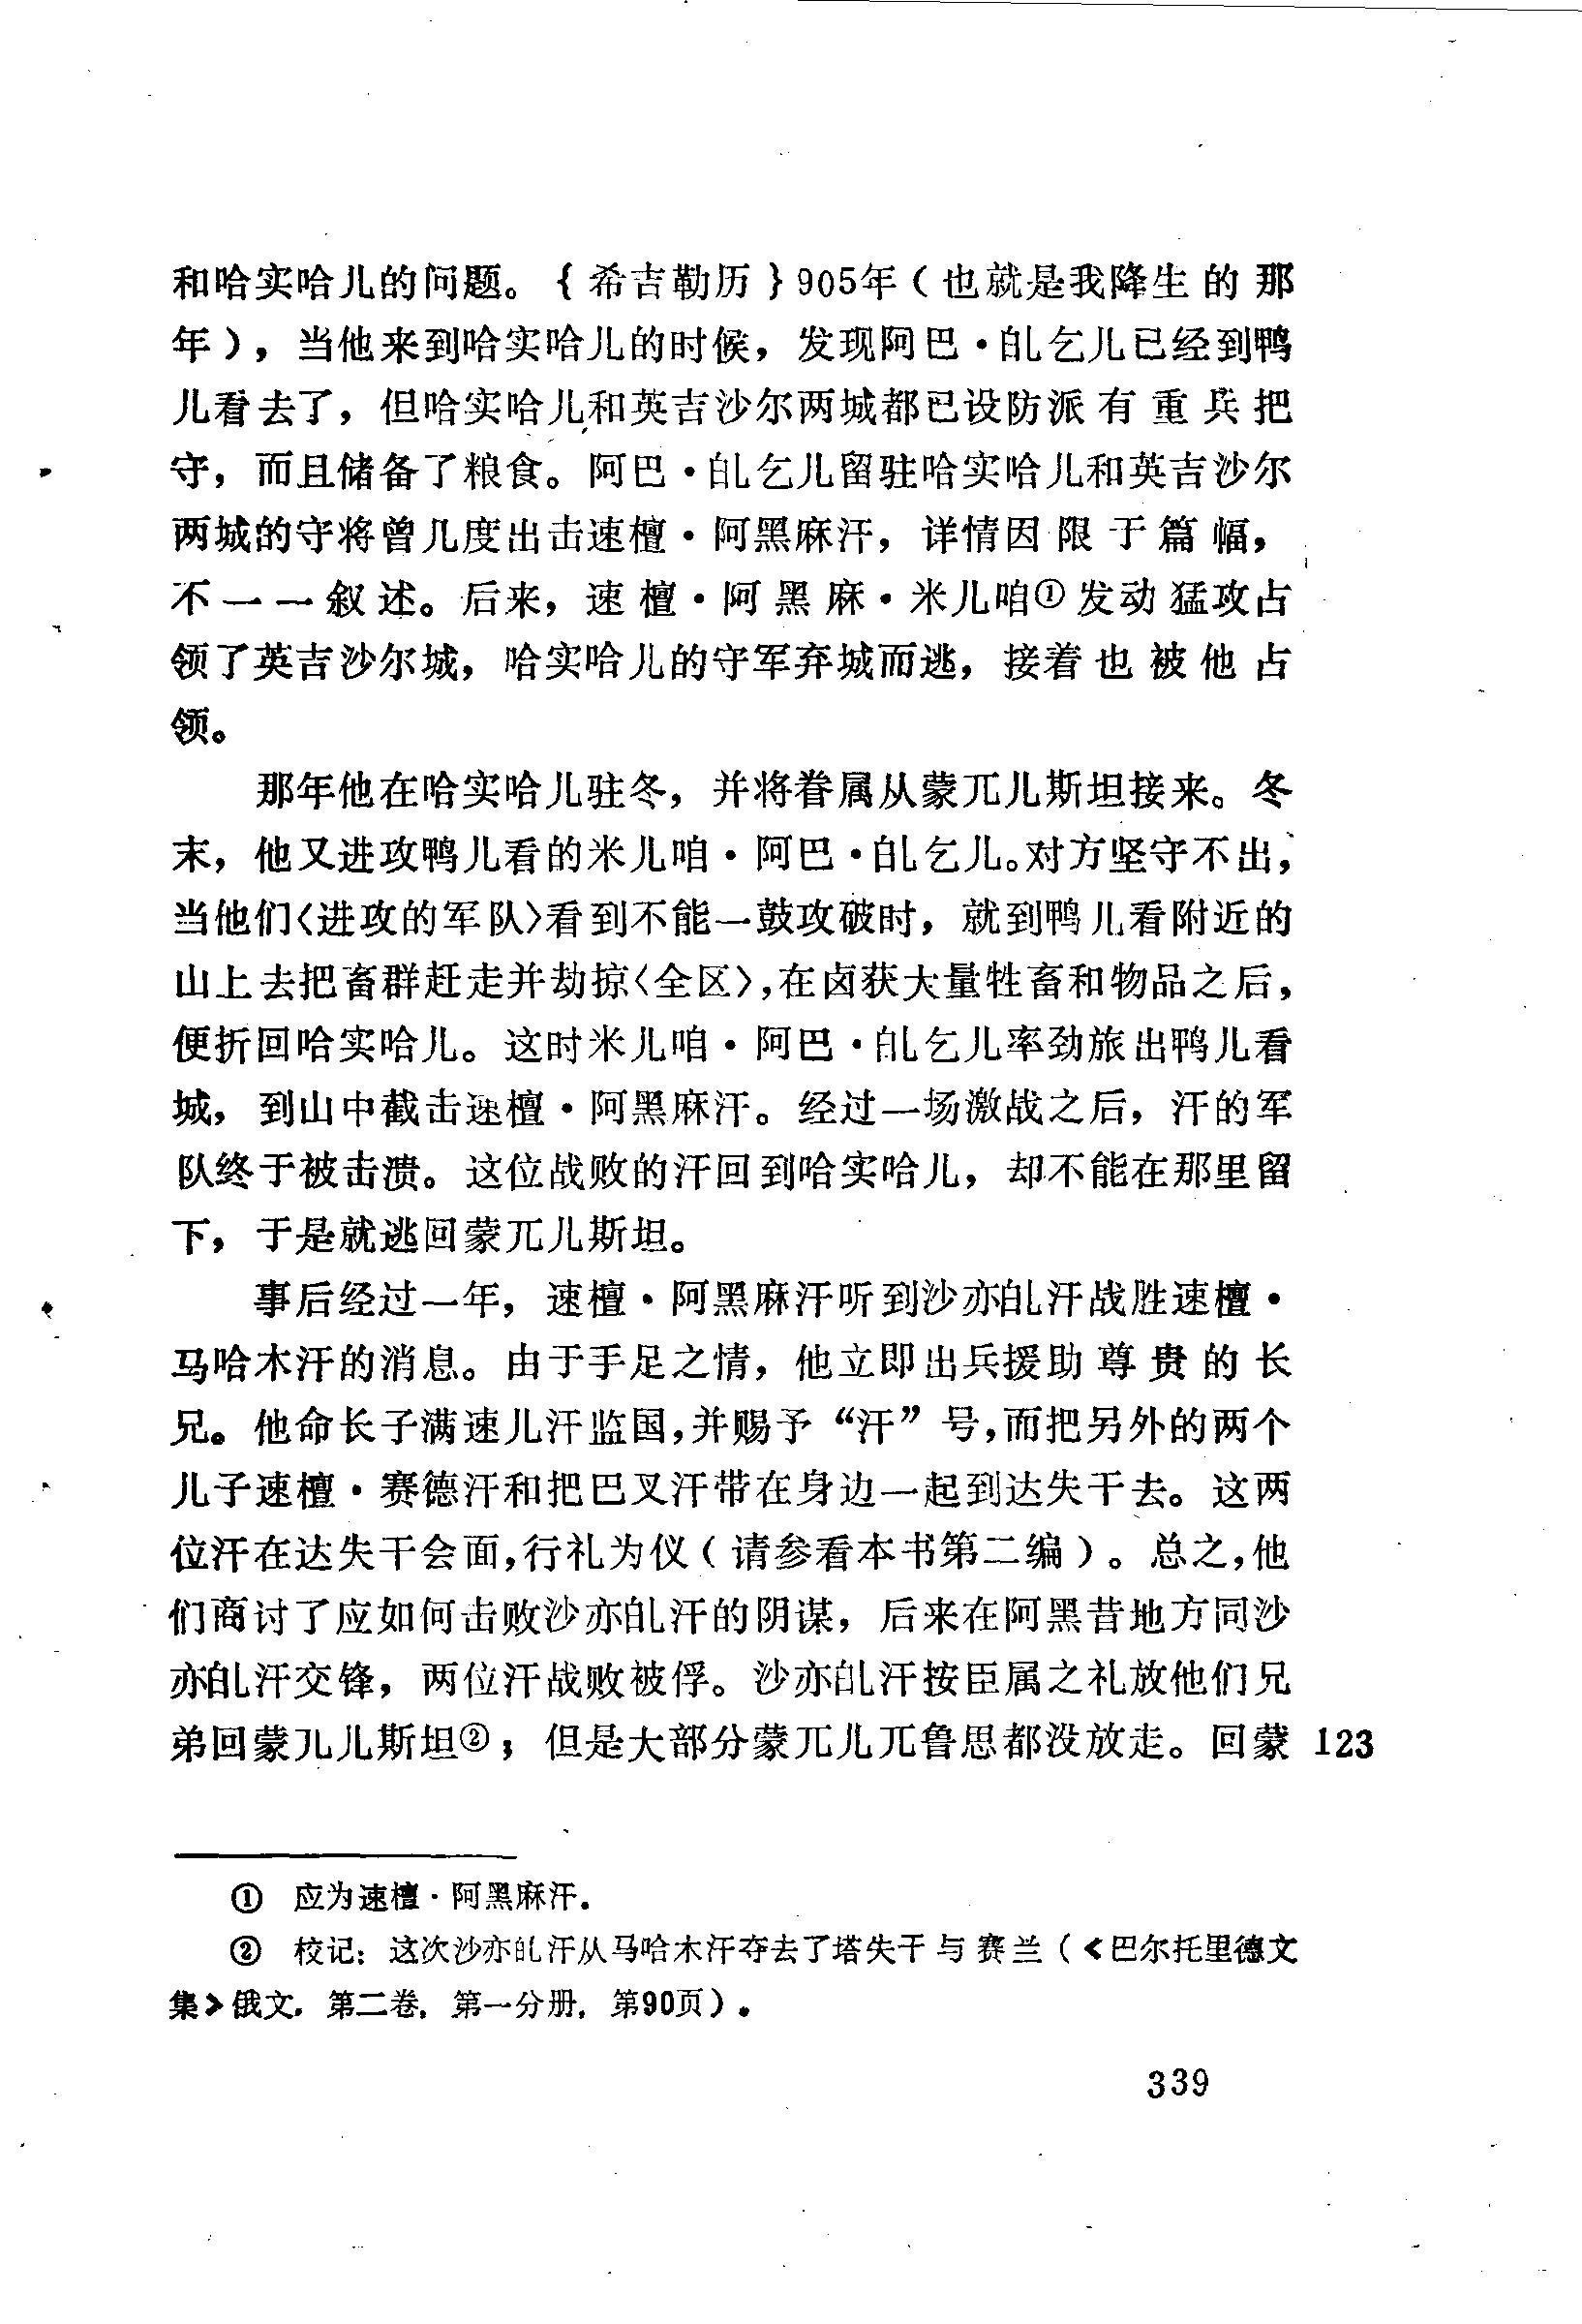 和哈实哈儿的问题。｛希吉勒历｝905年（也就是我降生的那
年），当他来到哈实哈儿的时候，发现阿巴·癿乞儿已经到鸭
儿看去了，但哈实哈儿和英吉沙尔两城都已设防派有重兵把
守，而且储备了粮食。阿巴·癿乞儿留驻哈实哈儿和英吉沙尔
两城的守将曾几度出击速檀·阿黑麻汗，详情因限于篇幅，
不一一叙述。后来，速檀·阿黑麻·米儿咱①发动猛攻占
领了英吉沙尔城，哈实哈儿的守军弃城而逃，接着也被他占
领。
那年他在哈实哈儿驻冬，并将眷属从蒙兀儿斯坦接来。冬
末，他又进攻鸭儿看的米儿咱·阿巴·癿乞儿。对方坚守不出，
当他们〈进攻的军队〉看到不能一鼓攻破时，就到鸭儿看附近的
山上去把畜群赶走并劫掠〈全区〉，在卤获大量牲畜和物品之后，
便折回哈实哈儿。这时米儿咱·阿巴·癿乞儿率劲旅出鸭儿看
城，到山中截击速檀·阿黑麻汗。经过一场激战之后，汗的军
队终于被击溃。这位战败的汗回到哈实哈儿，却不能在那里留
下，于是就逃回蒙兀儿斯坦。
事后经过一年，速檀·阿黑麻汗听到沙亦癿汗战胜速檀·
马哈木汗的消息。由于手足之情，他立即出兵援助尊贵的长
兄。他命长子满速儿汗监国，并赐予“汗”号，而把另外的两个
儿子速檀·赛德汗和把巴叉汗带在身边一起到达失干去。这两
位汗在达失干会面，行礼为仪（请参看本书第二编）。总之，他
们商讨了应如何击败沙亦癿汗的阴谋，后来在阿黑昔地方同沙
亦癿汗交锋，两位汗战败被俘。沙亦癿汗按臣属之礼放他们兄
弟回蒙兀儿斯坦②；但是大部分蒙兀儿兀鲁思都没放走。回蒙 123
① 应为速檀·阿黑麻汗。
② 校记：这次沙亦癿汗从马哈木汗夺去了塔失干与赛兰（《巴尔托里德文
集》俄文，第二卷，第一分册，第90页）。
339